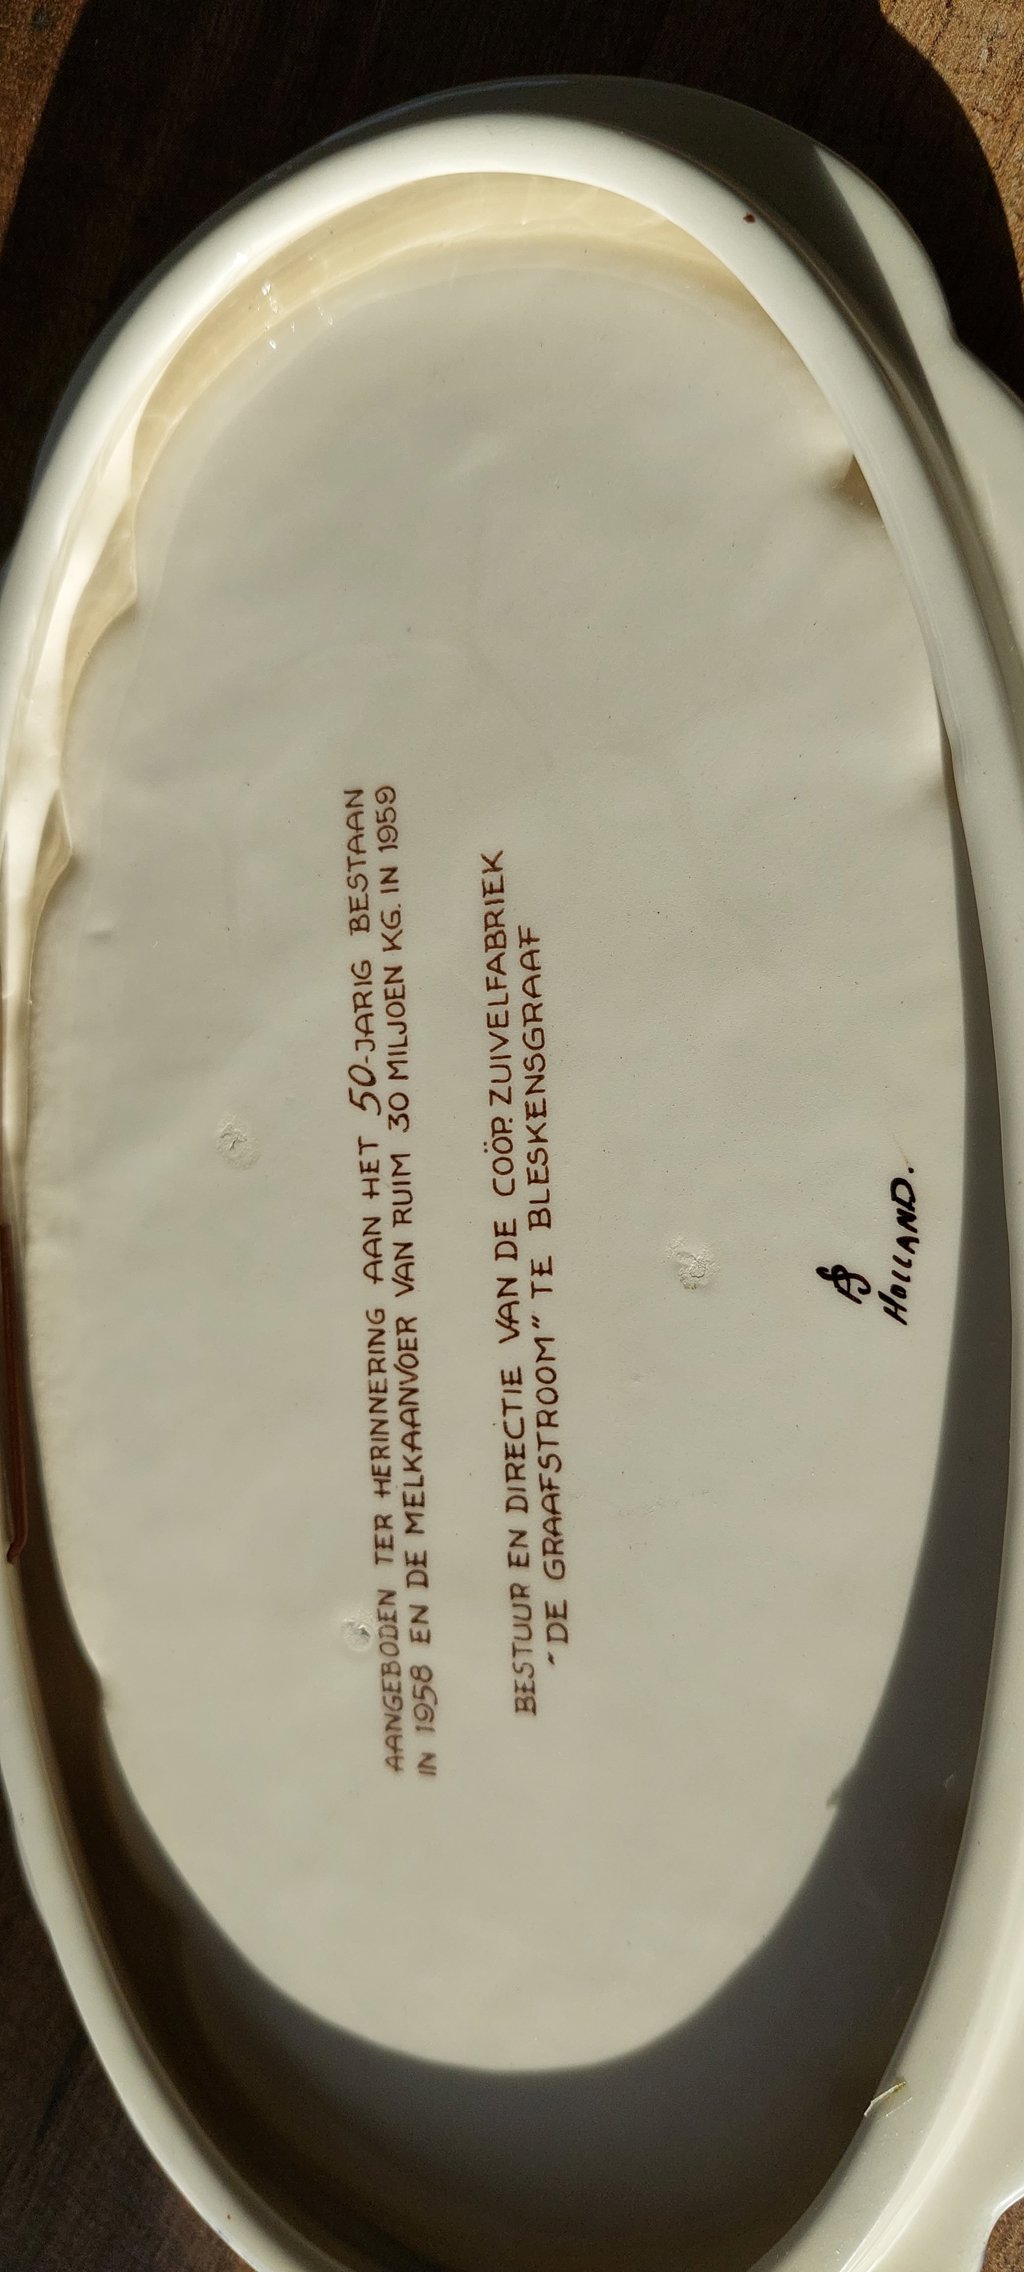 AANGEBODEN TER HERINNERING AAN HET 50-JARIG BESTAAN
IN 1958 EN DE MELKAANVOER VAN RUIM 30 MILJOEN KG. IN 1959
BESTUUR EN DIRECTIE VAN DE COÖP. ZUIVELFABRIEK
"DE GRAAFSTROOM" TE BLESKENSGRAAF
HOLLAND.